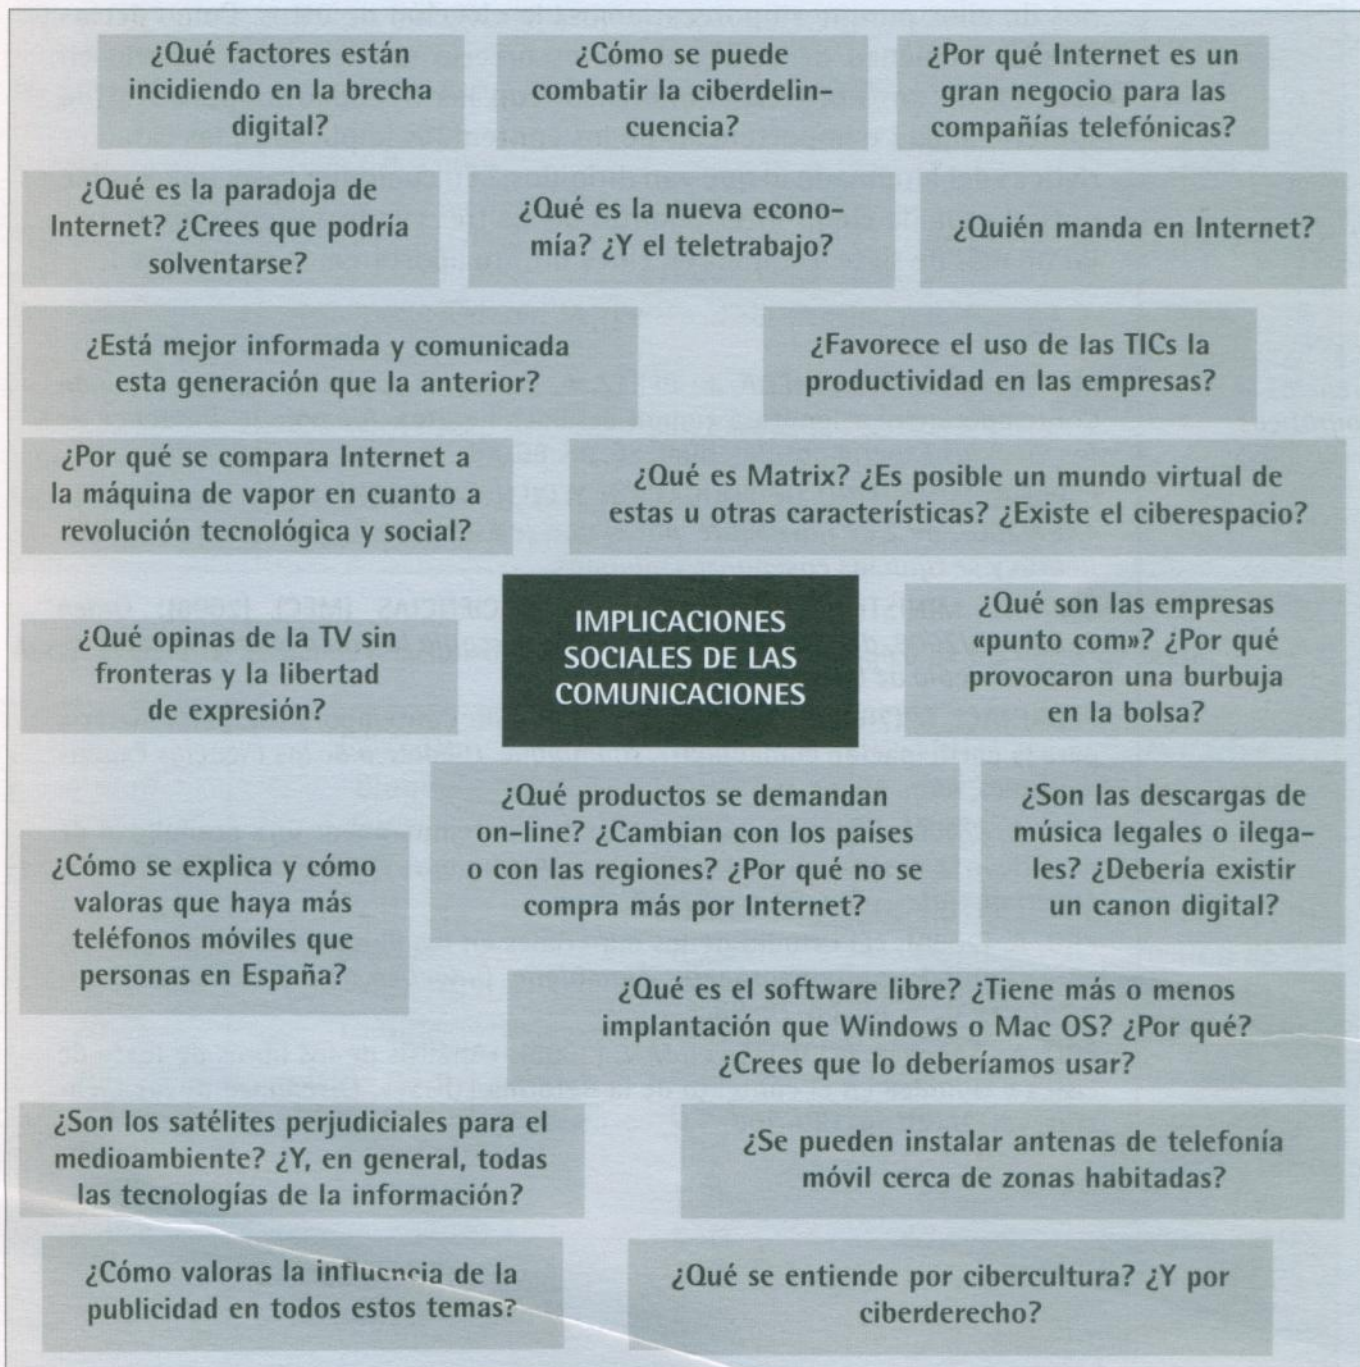 ¿Qué factores están
incidiendo en la brecha
digital?
¿Cómo se puede
combatir la ciberdelin-
cuencia?
¿Por qué Internet es un
gran negocio para las
compañías telefónicas?
¿Qué es la paradoja de
Internet? ¿Crees que podría
solventarse?
¿Qué es la nueva econo-
mía? ¿Y el teletrabajo?
¿Quién manda en Internet?
¿Está mejor informada y comunicada
esta generación que la anterior?
¿Favorece el uso de las TICs la
productividad en las empresas?
¿Por qué se compara Internet a
la máquina de vapor en cuanto a
revolución tecnológica y social?
¿Qué es Matrix? ¿Es posible un mundo virtual de
estas u otras características? ¿Existe el ciberespacio?
¿Qué opinas de la TV sin
fronteras y la libertad
de expresión?
IMPLICACIONES
SOCIALES DE LAS
COMUNICACIONES
¿Qué son las empresas
«punto com»? ¿Por qué
provocaron una burbuja
en la bolsa?
¿Cómo se explica y cómo
valoras que haya más
teléfonos móviles que
personas en España?
¿Qué productos se demandan
on-line? ¿Cambian con los países
o con las regiones? ¿Por qué no se
compra más por Internet?
¿Son las descargas de
música legales o ilega-
les? ¿Debería existir
un canon digital?
¿Qué es el software libre? ¿Tiene más o menos
implantación que Windows o Mac OS? ¿Por qué?
¿Crees que lo deberíamos usar?
¿Son los satélites perjudiciales para el
medioambiente? ¿Y, en general, todas
las tecnologías de la información?
¿Se pueden instalar antenas de telefonía
móvil cerca de zonas habitadas?
¿Cómo valoras la influencia de la
publicidad en todos estos temas?
¿Qué se entiende por cibercultura? ¿Y por
ciberderecho?